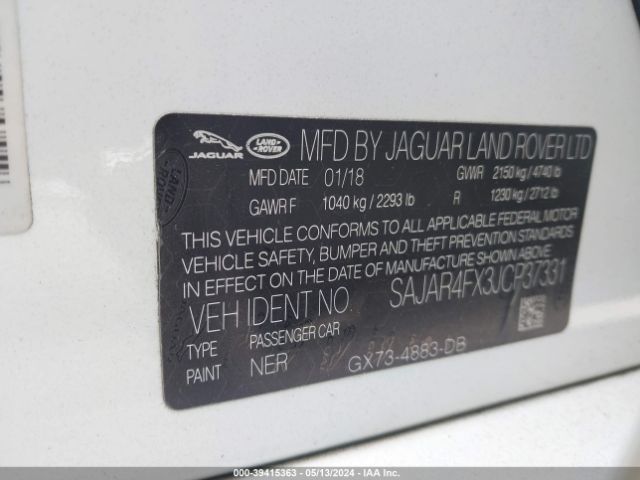 JAGUAR LAND ROVER MFD BY JAGUAR LAND ROVER LTD
MFD DATE 01/18 GWR 2150 kg / 4740 lb
GAWR F 1040 kg / 2293 lb R 1230 kg / 2712 lb
THIS VEHICLE CONFORMS TO ALL APPLICABLE FEDERAL MOTOR
VEHICLE SAFETY, BUMPER AND THEFT PREVENTION STANDARDS
IN EFFECT ON THE DATE OF MANUFACTURE SHOWN ABOVE
VEH IDENT NO. SAJAR4FX3JCP37331
TYPE PASSENGER CAR
PAINT NER GX73-4883-DB
000-39415363 - 05/13/2024 - IAA Inc.